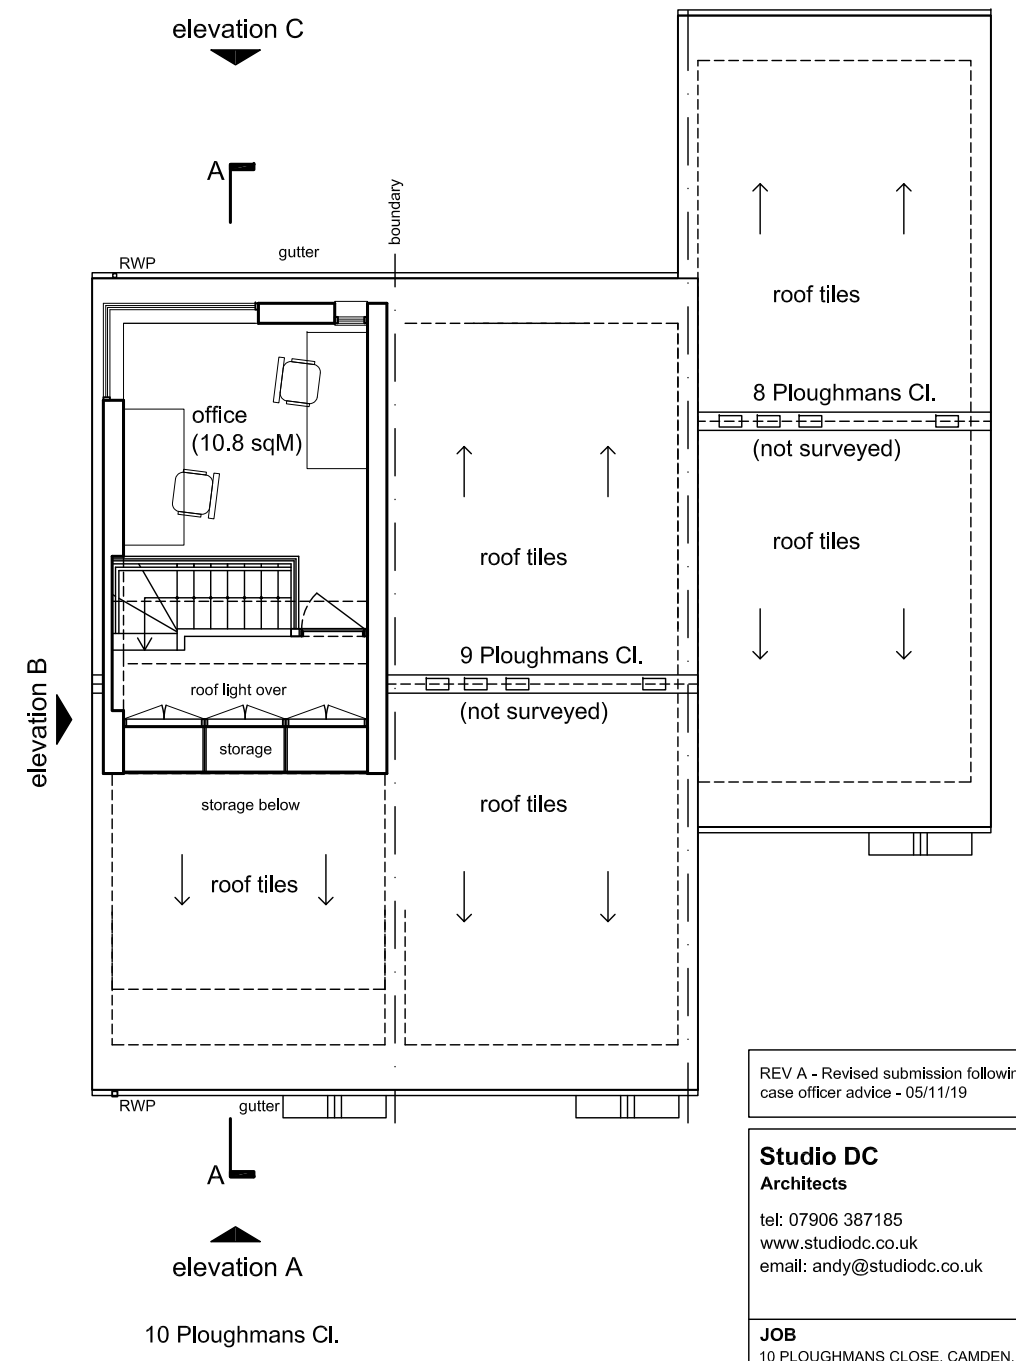 elevation C
A
boundary
gutter
RWP
roof tiles
8 Ploughmans Cl.
(not surveyed)
office
(10.8 sqM)
roof tiles
roof tiles
9 Ploughmans Cl.
(not surveyed)
elevation B
roof light over
storage
storage below
roof tiles
roof tiles
RWP
gutter
A
elevation A
10 Ploughmans Cl.
REV A - Revised submission
case officer advice - 05/11/19
Studio DC
Architects
tel: 07906 387185
www.studiodc.co.uk
email: andy@studiodc.co.uk
JOB
10 PLOUGHMANS CLOSE, CAMDEN,